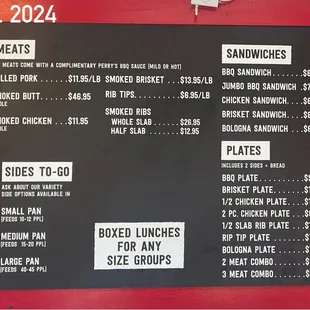 2024
MEATS
MEATS COME WITH A COMPLIMENTARY PERRY'S BBQ SAUCE (MILD OR HOT)
PORK $11.95/LB
BUTT $46.95
CHICKEN $11.95
SMOKED BRISKET $13.95/LB
RIB TIPS $6.95/LB
SMOKED RIBS
WHOLE SLAB $26.95
HALF SLAB $12.95
SIDES TO-GO
ASK ABOUT OUR VARIETY
SIDE OPTIONS AVAILABLE IN
SMALL PAN
(FEEDS 10-12 PPL)
MEDIUM PAN
(FEEDS 15-20 PPL)
LARGE PAN
(FEEDS 40-45 PPL)
BOXED LUNCHES
FOR ANY
SIZE GROUPS
SANDWICHES
BBQ SANDWICH
JUMBO BBQ SANDWICH
CHICKEN SANDWICH
BRISKET SANDWICH
BOLOGNA SANDWICH
PLATES
INCLUDES 2 SIDES + BREAD
BBQ PLATE
BRISKET PLATE
1/2 CHICKEN PLATE
2 PC. CHICKEN PLATE
1/2 SLAB RIB PLATE
RIP TIP PLATE
BOLOGNA PLATE
2 MEAT COMBO
3 MEAT COMBO